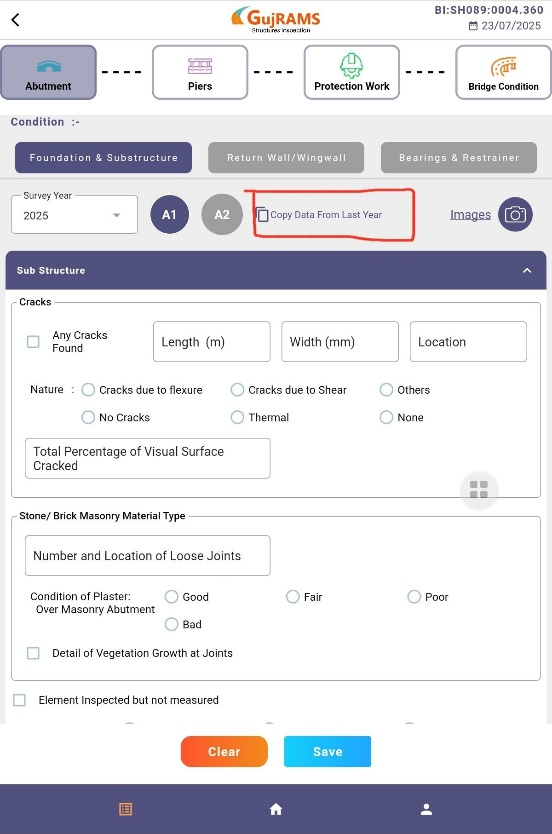 GujRAMS
Structures Inspection
BI:SH089:0004.360
23/07/2025
Abutment
Piers
Protection Work
Bridge Condition
Condition :-
Foundation & Substructure
Return Wall/Wingwall
Bearings & Restrainer
Survey Year
2025
A1
A2
Copy Data From Last Year
Images
Sub Structure
Cracks
Any Cracks
Found
Length (m)
Width (mm)
Location
Nature :
Cracks due to flexure
Cracks due to Shear
Others
No Cracks
Thermal
None
Total Percentage of Visual Surface
Cracked
Stone/ Brick Masonry Material Type
Number and Location of Loose Joints
Condition of Plaster:
Over Masonry Abutment
Good
Fair
Poor
Bad
Detail of Vegetation Growth at Joints
Element Inspected but not measured
Clear
Save